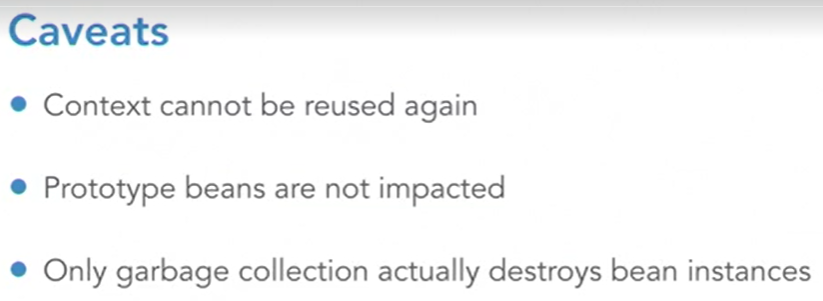 Caveats
Context cannot be reused again
Prototype beans are not impacted
Only garbage collection actually destroys bean instances